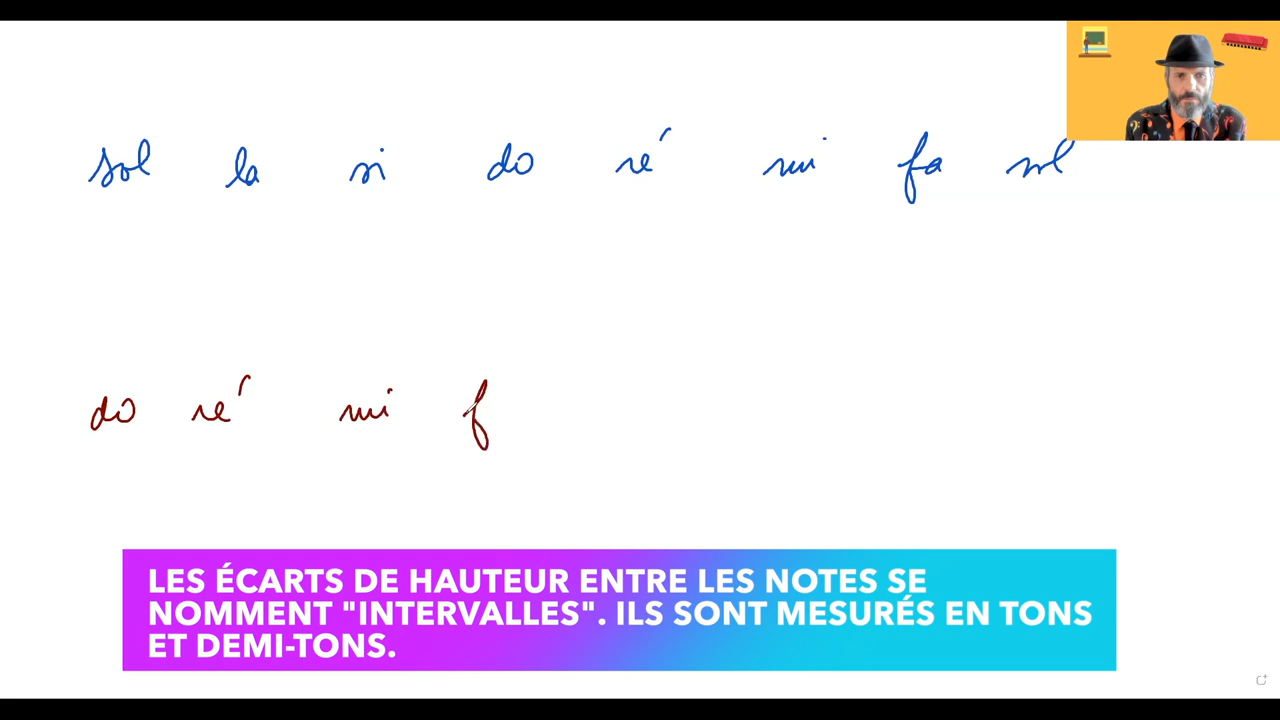 sol la si do ré mi fa sol
do ré mi f
LES ÉCARTS DE HAUTEUR ENTRE LES NOTES SE
NOMMENT "INTERVALLES". ILS SONT MESURÉS EN TONS
ET DEMI-TONS.